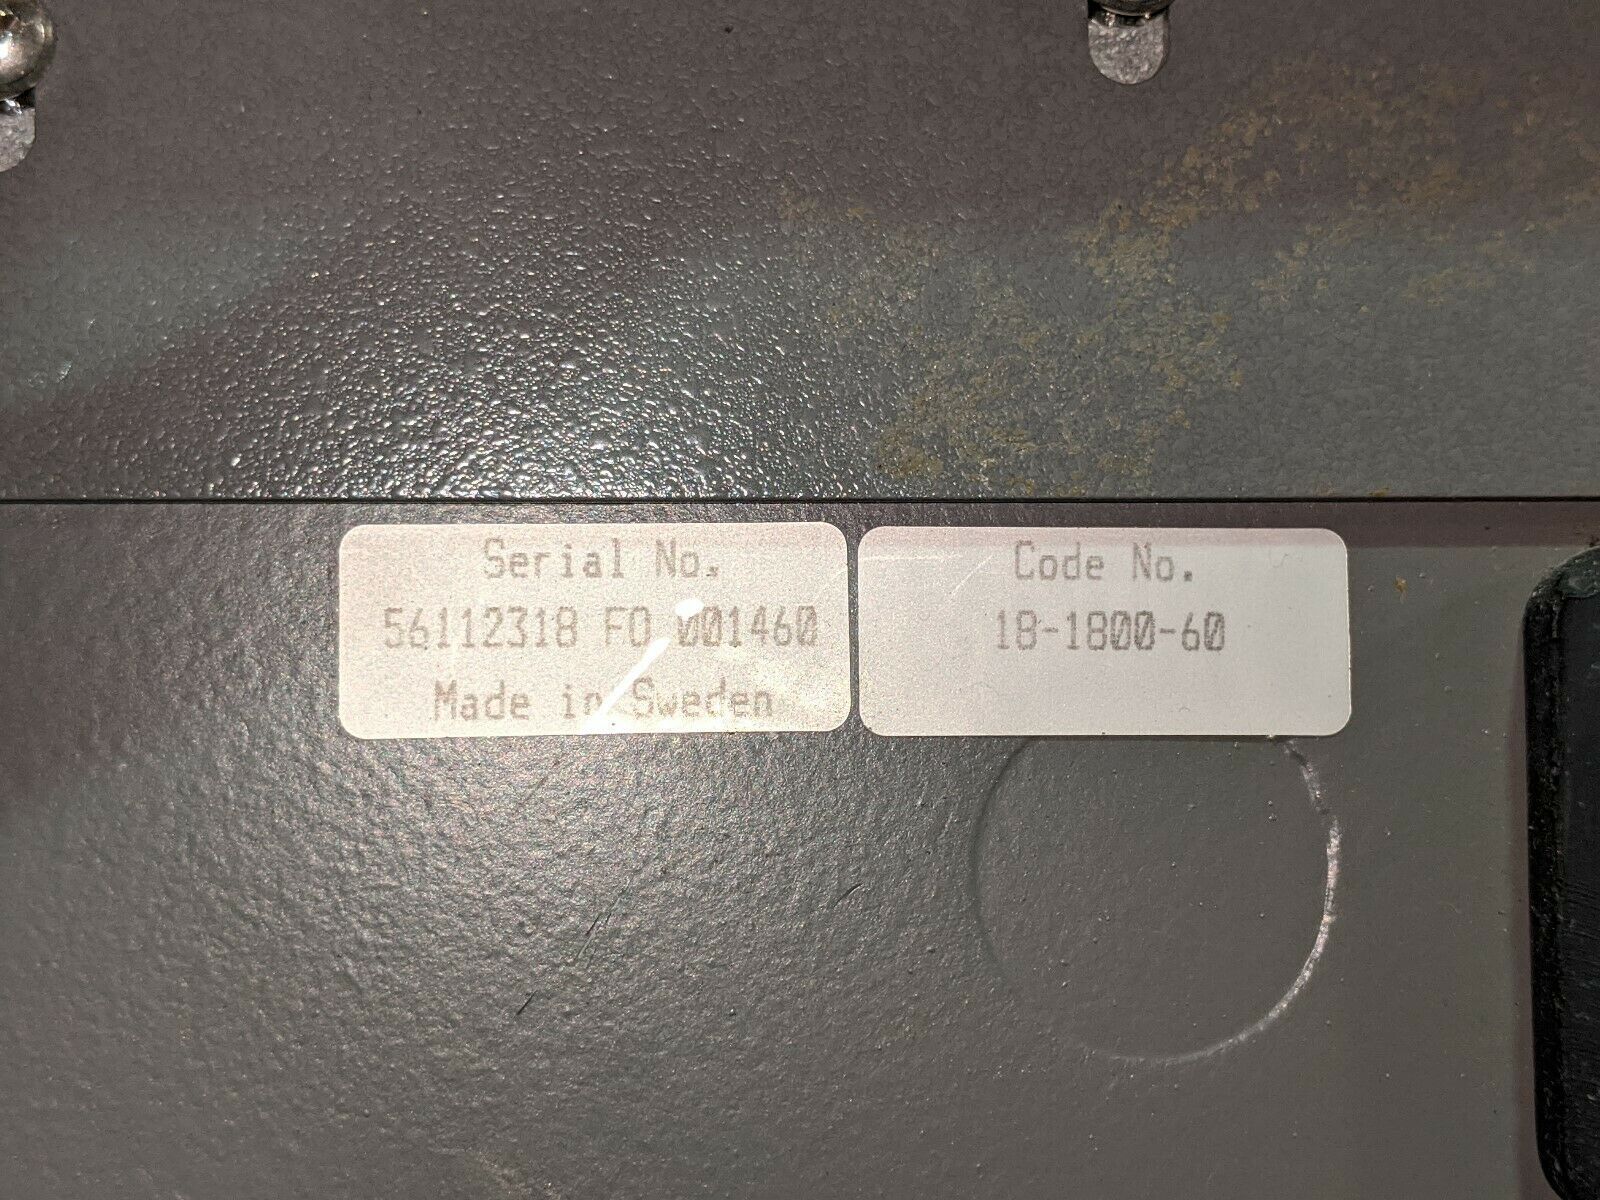 Serial No.
56112318 FO 001460
Made in Sweden
Code No.
18-1800-60